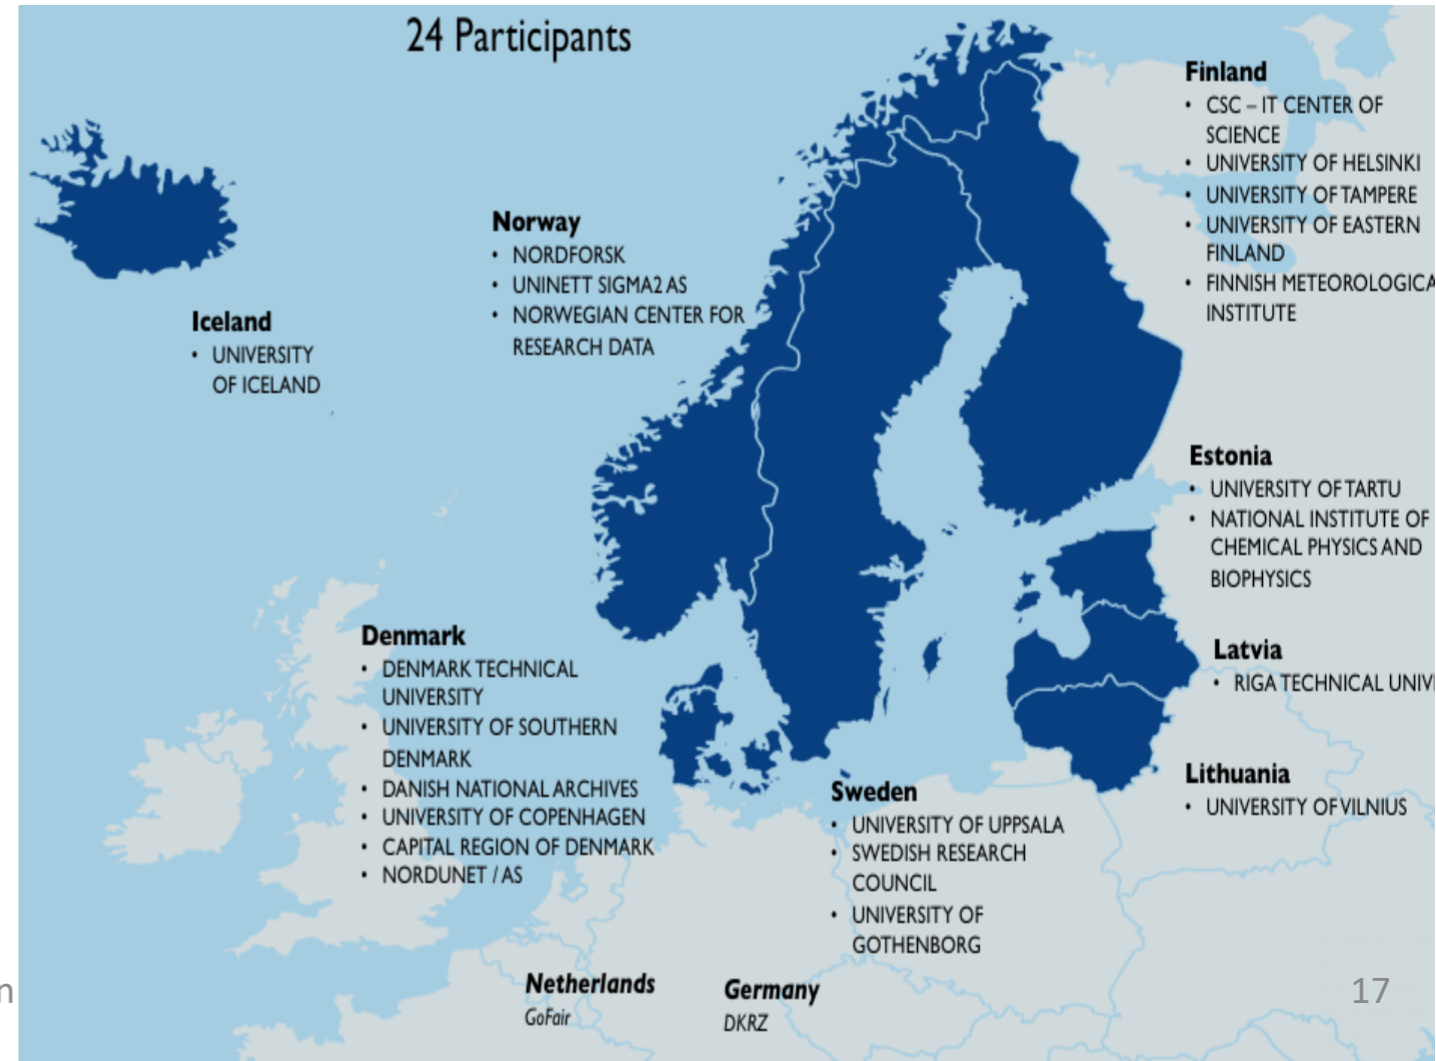 24 Participants
Finland
• CSC – IT CENTER OF
SCIENCE
• UNIVERSITY OF HELSINKI
• UNIVERSITY OF TAMPERE
• UNIVERSITY OF EASTERN
FINLAND
• FINNISH METEOROLOGICA
INSTITUTE
Norway
• NORDFORSK
• UNINETT SIGMA2 AS
• NORWEGIAN CENTER FOR
RESEARCH DATA
Iceland
• UNIVERSITY
OF ICELAND
Estonia
• UNIVERSITY OF TARTU
• NATIONAL INSTITUTE OF
CHEMICAL PHYSICS AND
BIOPHYSICS
Denmark
• DENMARK TECHNICAL
UNIVERSITY
• UNIVERSITY OF SOUTHERN
DENMARK
• DANISH NATIONAL ARCHIVES
• UNIVERSITY OF COPENHAGEN
• CAPITAL REGION OF DENMARK
• NORDUNET / AS
Latvia
• RIGA TECHNICAL UNIV
Lithuania
• UNIVERSITY OF VILNIUS
Sweden
• UNIVERSITY OF UPPSALA
• SWEDISH RESEARCH
COUNCIL
• UNIVERSITY OF
GOTHENBORG
Netherlands
GoFair
Germany
DKRZ
n
17